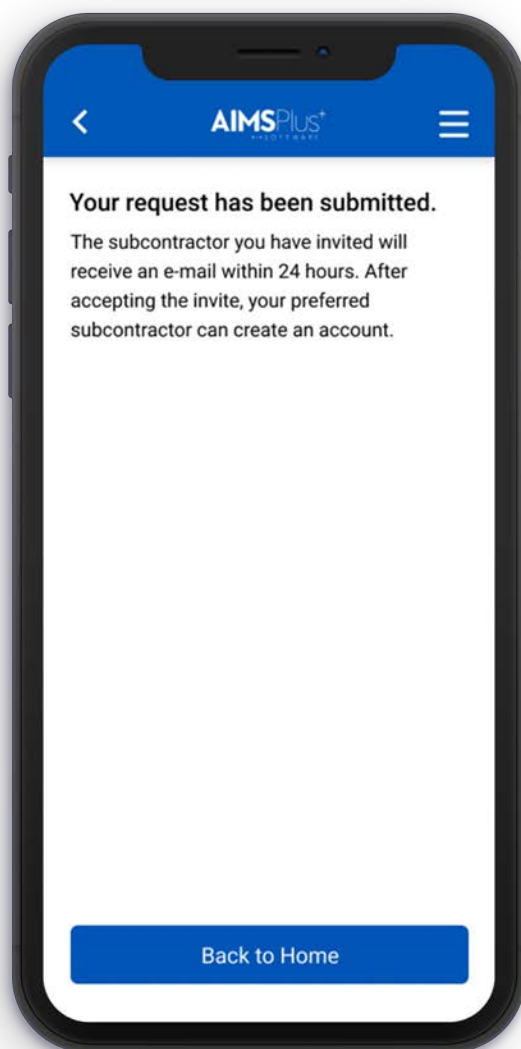 AIMSPlus+
SOFTWARE
Your request has been submitted.
The subcontractor you have invited will
receive an e-mail within 24 hours. After
accepting the invite, your preferred
subcontractor can create an account.
Back to Home